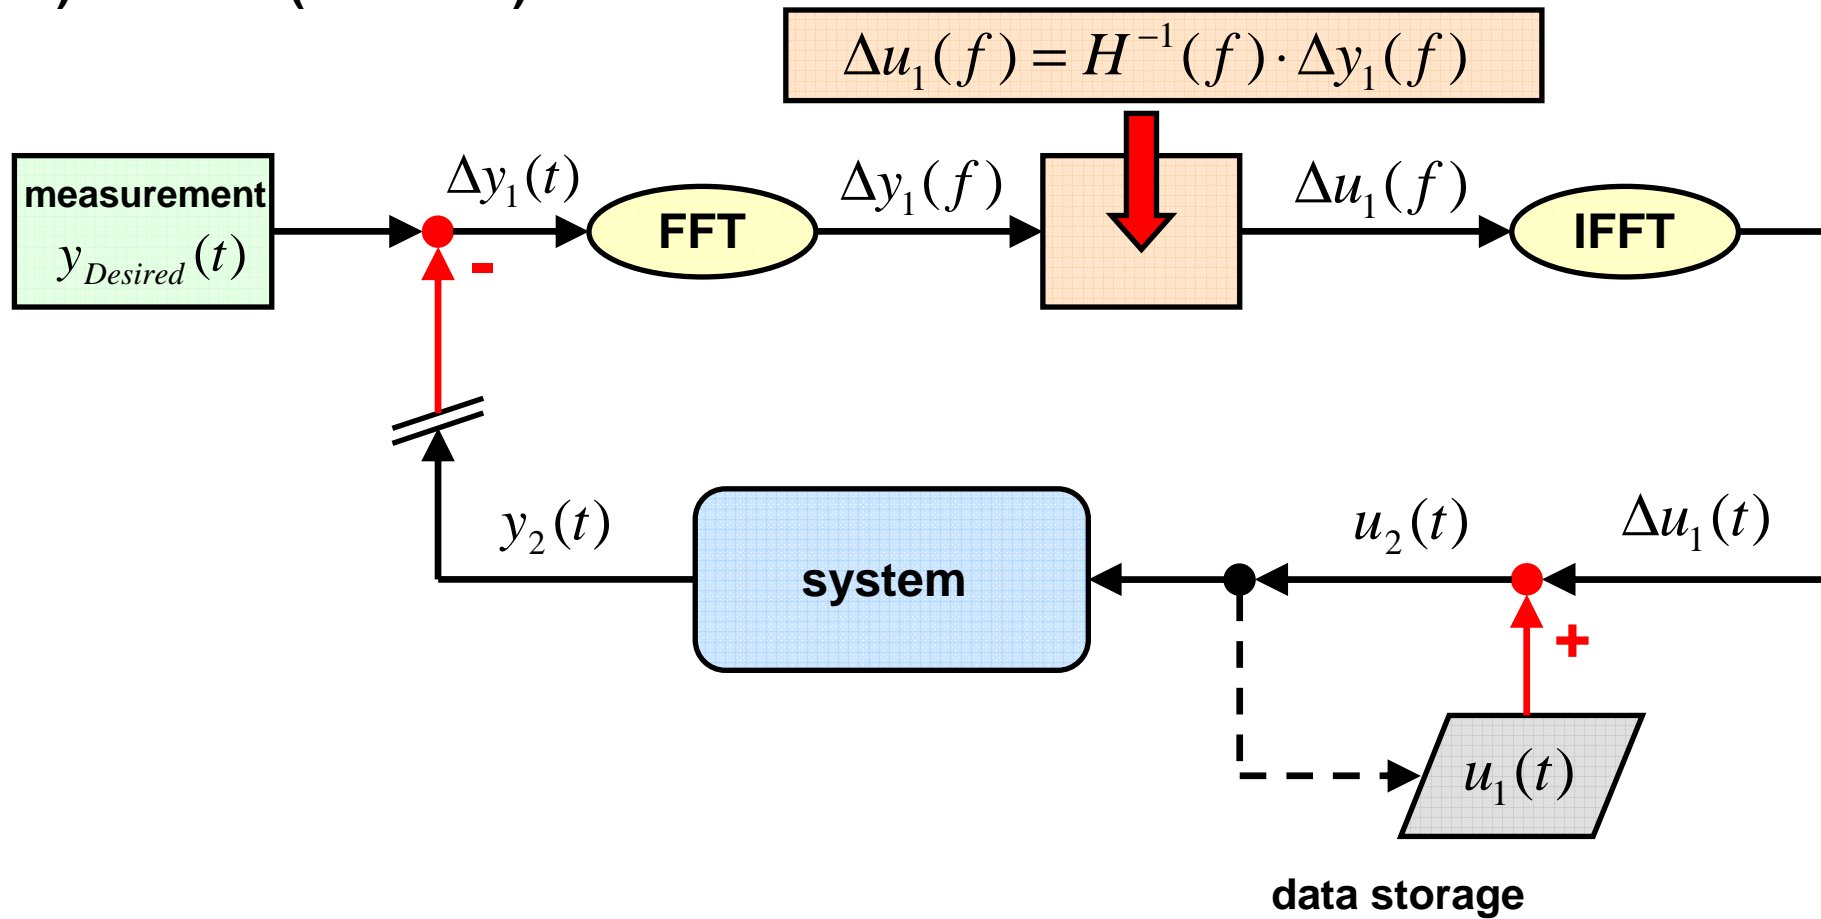 Δu₁(f) = H⁻¹(f) · Δy₁(f)
measurement
y_Desired(t)
Δy₁(t)
-
FFT
Δy₁(f)
Δu₁(f)
IFFT
y₂(t)
system
u₂(t)
Δu₁(t)
+
u₁(t)
data storage